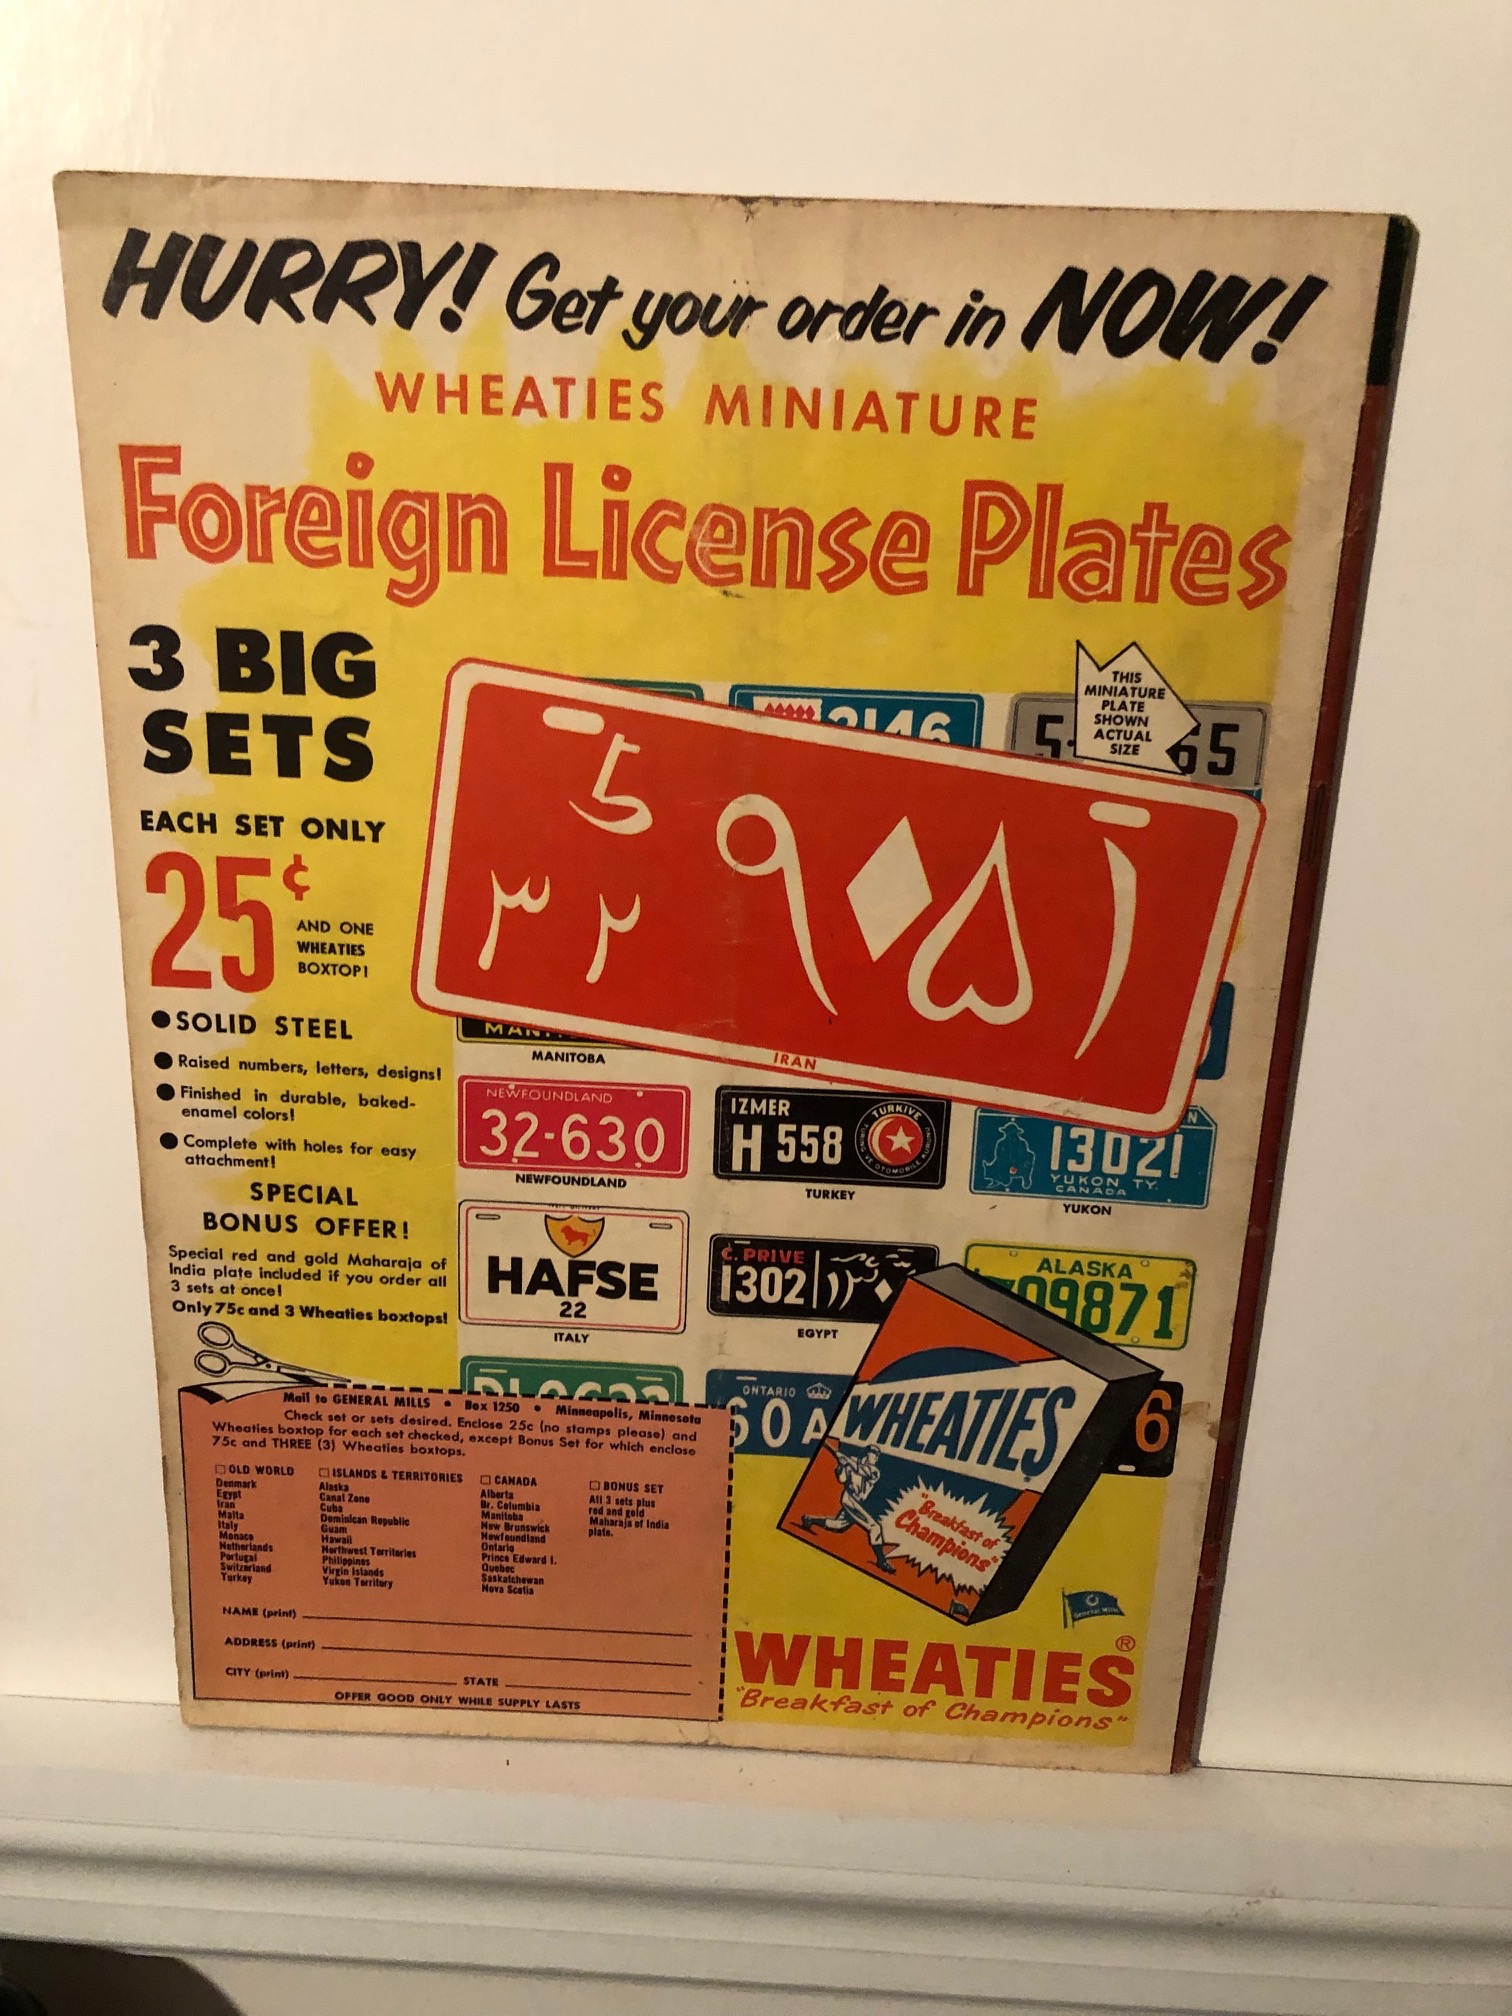 HURRY! Get your order in NOW!
WHEATIES MINIATURE
Foreign License Plates
3 BIG
SETS
EACH SET ONLY
25¢
AND ONE
WHEATIES
BOXTOP!
● SOLID STEEL
● Raised numbers, letters, designs!
● Finished in durable, baked-
enamel colors!
● Complete with holes for easy
attachment!
SPECIAL
BONUS OFFER!
Special red and gold Maharaja of
India plate included if you order all
3 sets at once!
Only 75c and 3 Wheaties boxtops!
THIS
MINIATURE
PLATE
SHOWN
ACTUAL
SIZE
2146
65
۳۲ ۹۰۵۱
IRAN
MANITOBA
NEWFOUNDLAND
32-630
NEWFOUNDLAND
IZMER
H 558
TURKIYE
TURKEY
13021
YUKON TY.
CANADA
YUKON
HAFSE
22
ITALY
C. PRIVE
1302
EGYPT
ALASKA
09871
ONTARIO
60A
6
WHEATIES
"Breakfast of
Champions"
General Mills
WHEATIES®
"Breakfast of Champions"
Mail to GENERAL MILLS • Box 1250 • Minneapolis, Minnesota
Check set or sets desired. Enclose 25c (no stamps please) and
Wheaties boxtop for each set checked, except Bonus Set for which enclose
75c and THREE (3) Wheaties boxtops.
□ OLD WORLD
Denmark
Egypt
Iran
Malta
Italy
Monaco
Netherlands
Portugal
Switzerland
Turkey
□ ISLANDS & TERRITORIES
Alaska
Canal Zone
Cuba
Dominican Republic
Guam
Hawaii
Northwest Territories
Philippines
Virgin Islands
Yukon Territory
□ CANADA
Alberta
Br. Columbia
Manitoba
New Brunswick
Newfoundland
Ontario
Prince Edward I.
Quebec
Saskatchewan
Nova Scotia
□ BONUS SET
All 3 sets plus
red and gold
Maharaja of India
plate.
NAME (print)
ADDRESS (print)
CITY (print) STATE
OFFER GOOD ONLY WHILE SUPPLY LASTS